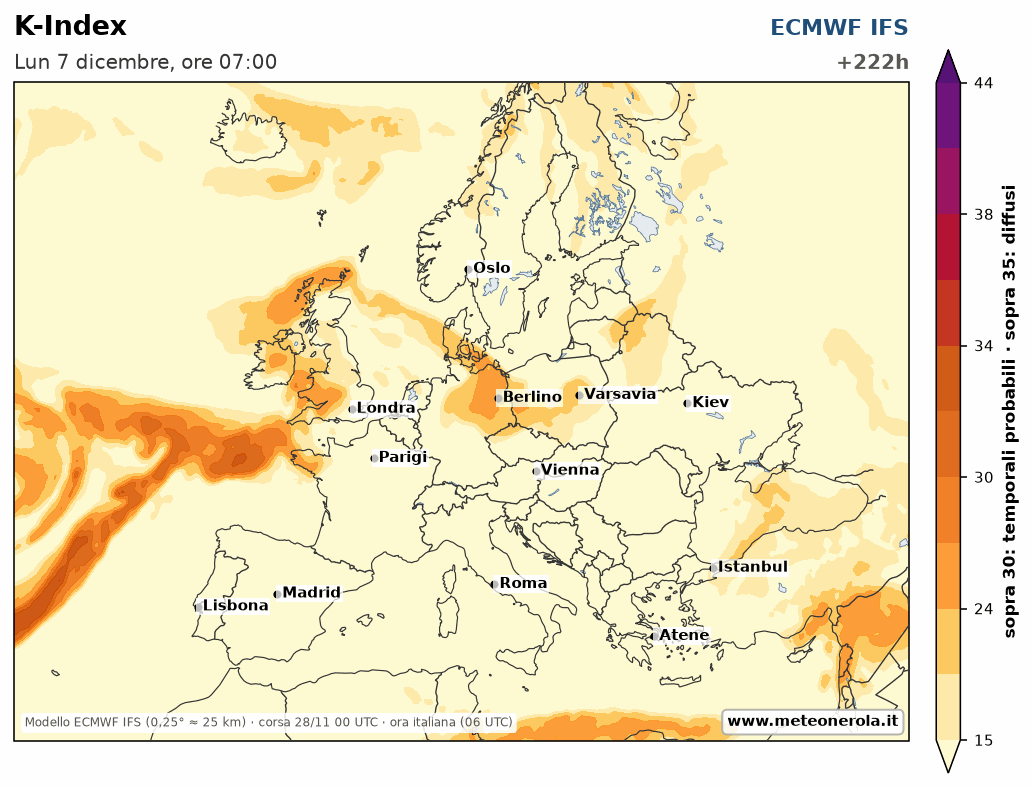 K-Index
ECMWF IFS
Lun 7 dicembre, ore 07:00
+222h
44
38
34
30
24
15
sopra 30: temporali probabili · sopra 35: diffusi
Oslo
Berlino
Varsavia
Kiev
Londra
Parigi
Vienna
Istanbul
Roma
Madrid
Lisbona
Atene
Modello ECMWF IFS (0,25° ≈ 25 km) · corsa 28/11 00 UTC · ora italiana (06 UTC)
www.meteonerola.it